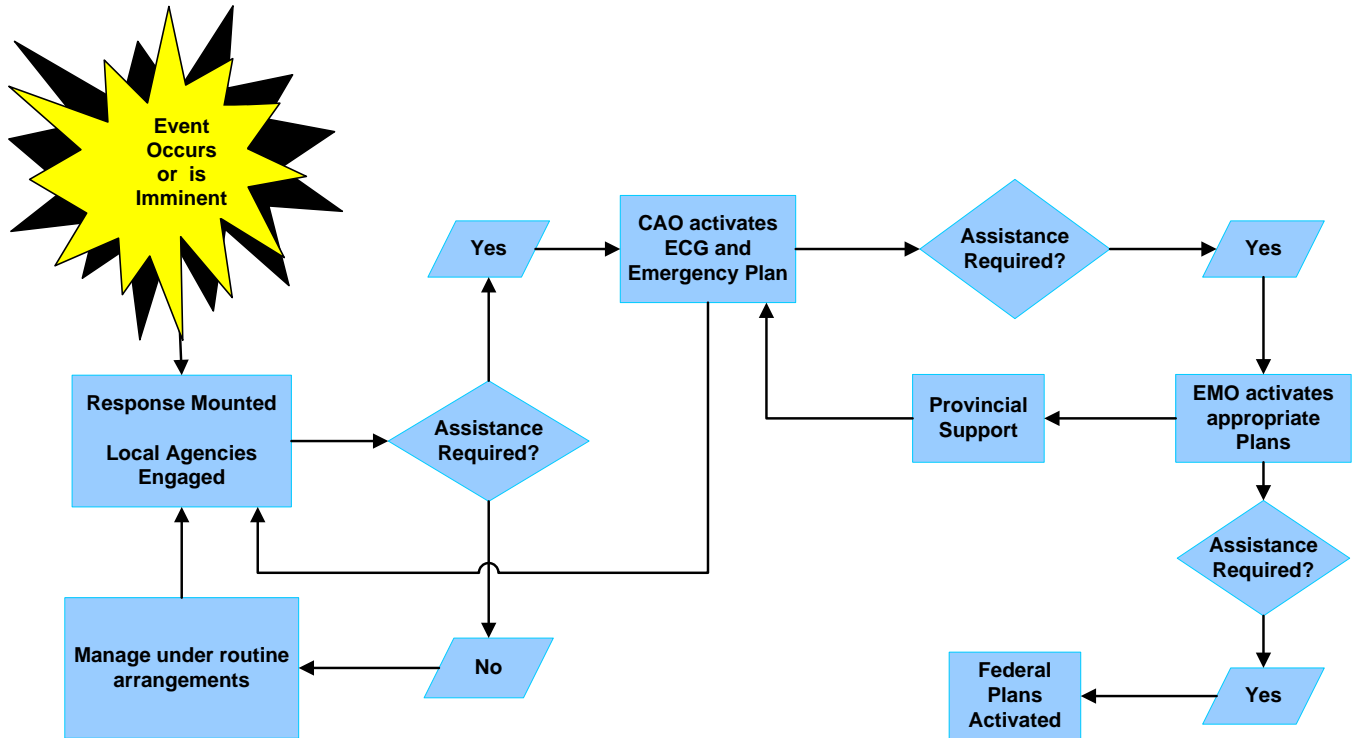 Event
Occurs
or is
Imminent
Response Mounted
Local Agencies
Engaged
Assistance
Required?
Yes
CAO activates
ECG and
Emergency Plan
Assistance
Required?
Yes
EMO activates
appropriate
Plans
Provincial
Support
Assistance
Required?
Yes
Federal
Plans
Activated
No
Manage under routine
arrangements